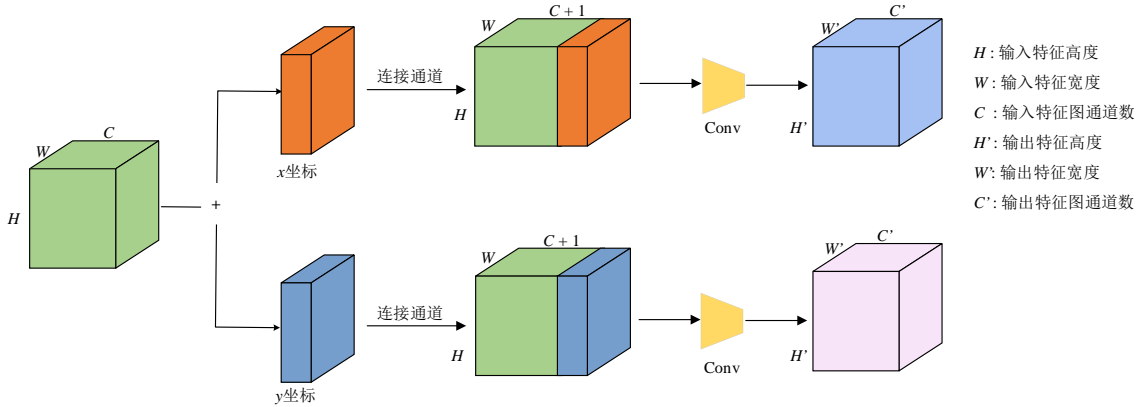 C
W
H
+
x坐标
连接通道
C + 1
W
H
Conv
C’
W’
H’
y坐标
连接通道
C + 1
W
H
Conv
C’
W’
H’
H : 输入特征高度
W : 输入特征宽度
C : 输入特征图通道数
H’ : 输出特征高度
W’: 输出特征宽度
C’ : 输出特征图通道数